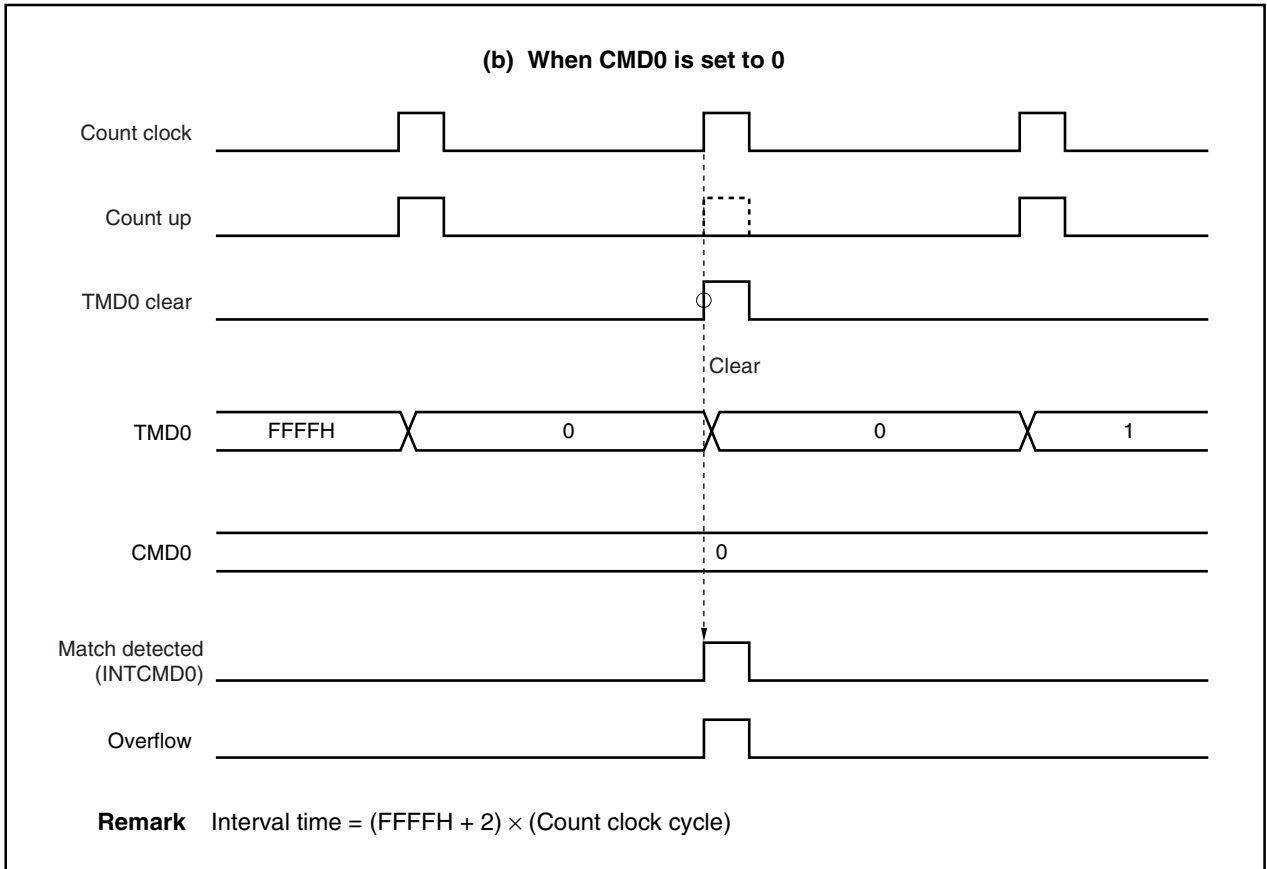 (b) When CMD0 is set to 0
Count clock
Count up
TMD0 clear
Clear
TMD0 FFFFH 0 0 1
CMD0 0
Match detected
(INTCMD0)
Overflow
Remark Interval time = (FFFFH + 2) × (Count clock cycle)